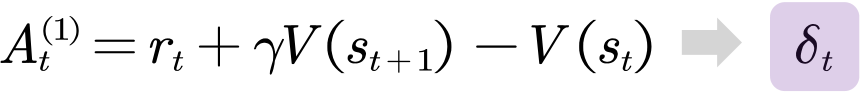 A_t^{(1)} = r_t + γV(s_{t+1}) − V(s_t) ➡ δ_t